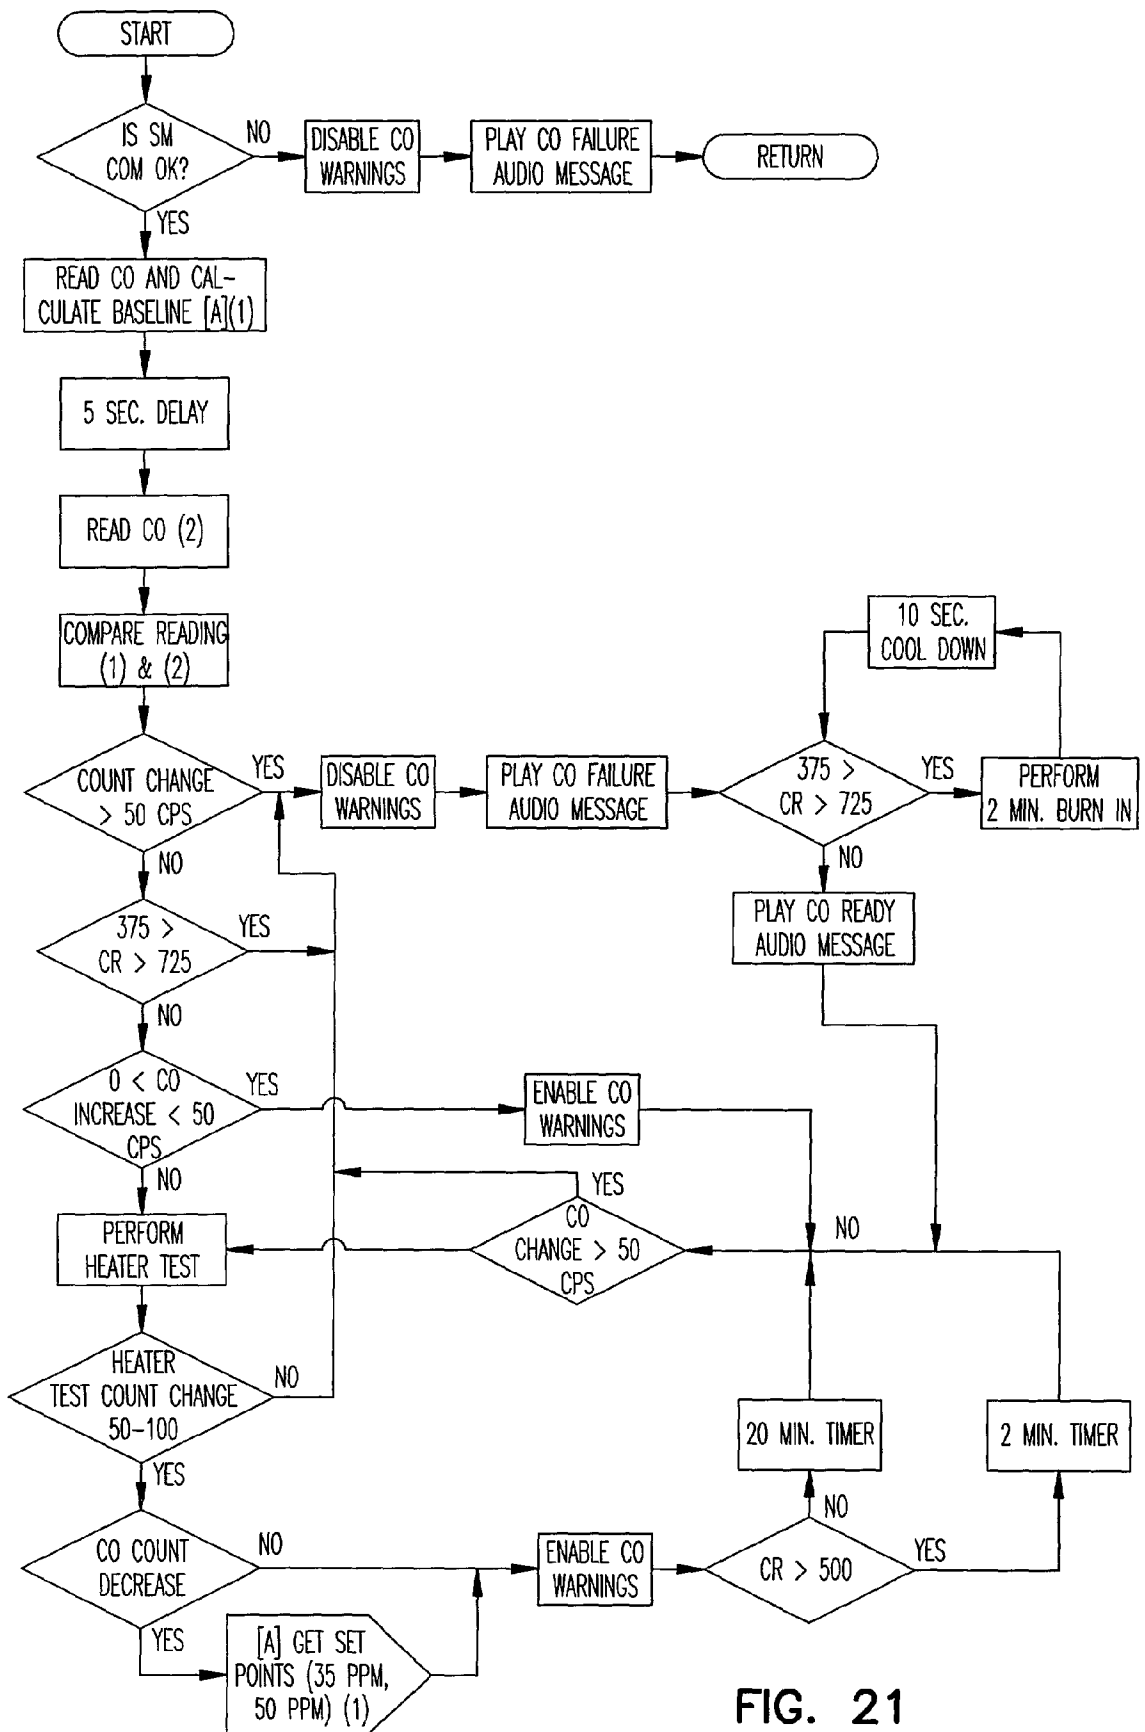 START
IS SM
COM OK?
NO
DISABLE CO
WARNINGS
PLAY CO FAILURE
AUDIO MESSAGE
RETURN
YES
READ CO AND CAL-
CULATE BASELINE [A](1)
5 SEC. DELAY
READ CO (2)
COMPARE READING
(1) & (2)
10 SEC.
COOL DOWN
COUNT CHANGE
> 50 CPS
YES
DISABLE CO
WARNINGS
PLAY CO FAILURE
AUDIO MESSAGE
375 >
CR > 725
YES
PERFORM
2 MIN. BURN IN
NO
NO
PLAY CO READY
AUDIO MESSAGE
375 >
CR > 725
YES
NO
0 < CO
INCREASE < 50
CPS
YES
ENABLE CO
WARNINGS
NO
YES
PERFORM
HEATER TEST
CO
CHANGE > 50
CPS
NO
HEATER
TEST COUNT CHANGE
50-100
NO
20 MIN. TIMER
2 MIN. TIMER
YES
NO
CO COUNT
DECREASE
NO
ENABLE CO
WARNINGS
CR > 500
YES
YES
[A] GET SET
POINTS (35 PPM,
50 PPM) (1)
FIG. 21